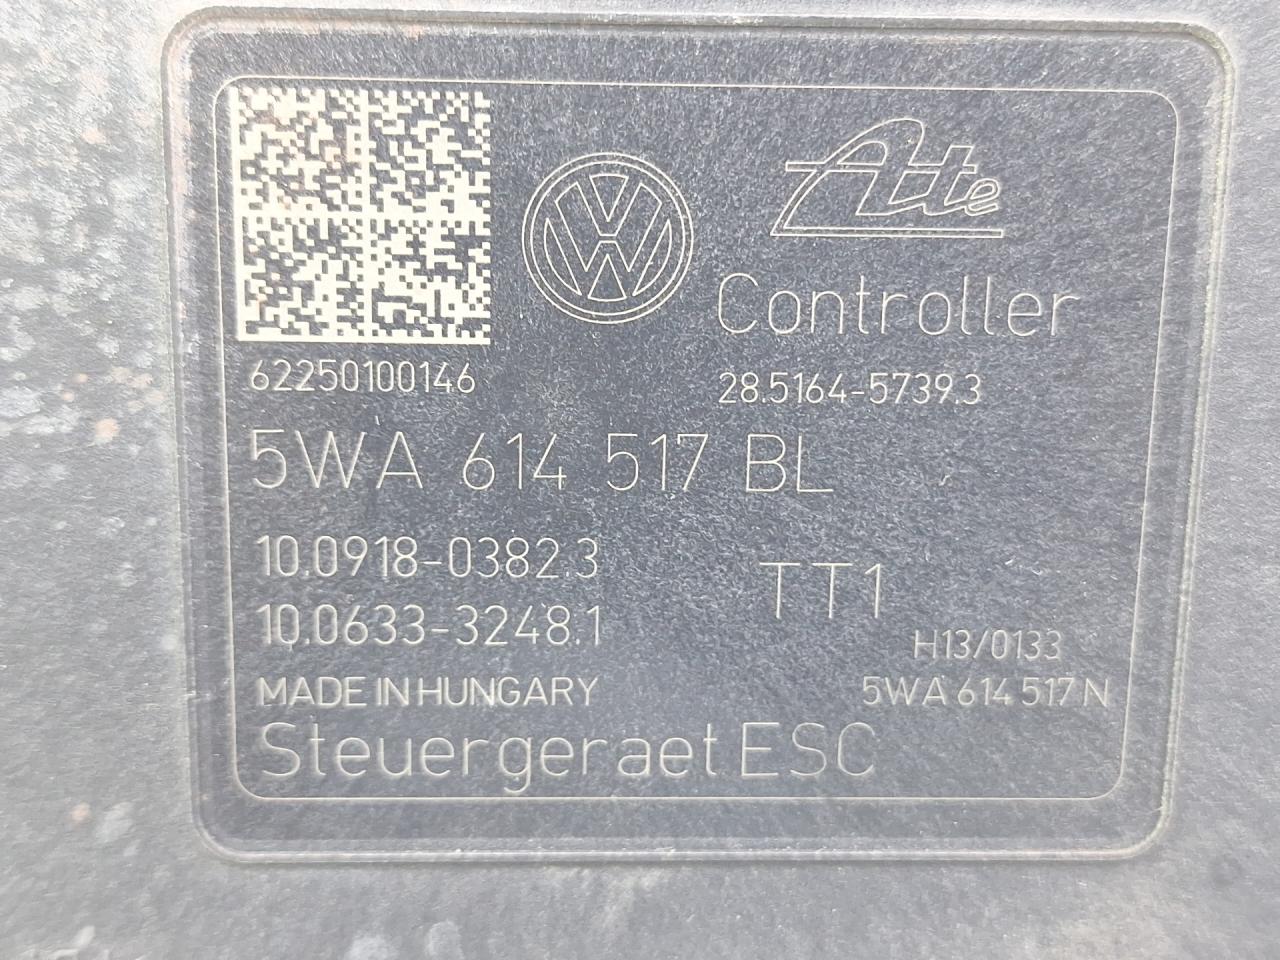 Ate
Controller
62250100146
28.5164-5739.3
5WA 614 517 BL
10.0918-0382.3
10.0633-3248.1
TT1
H13/0133
MADE IN HUNGARY
5WA 614 517 N
Steuergeraet ESC